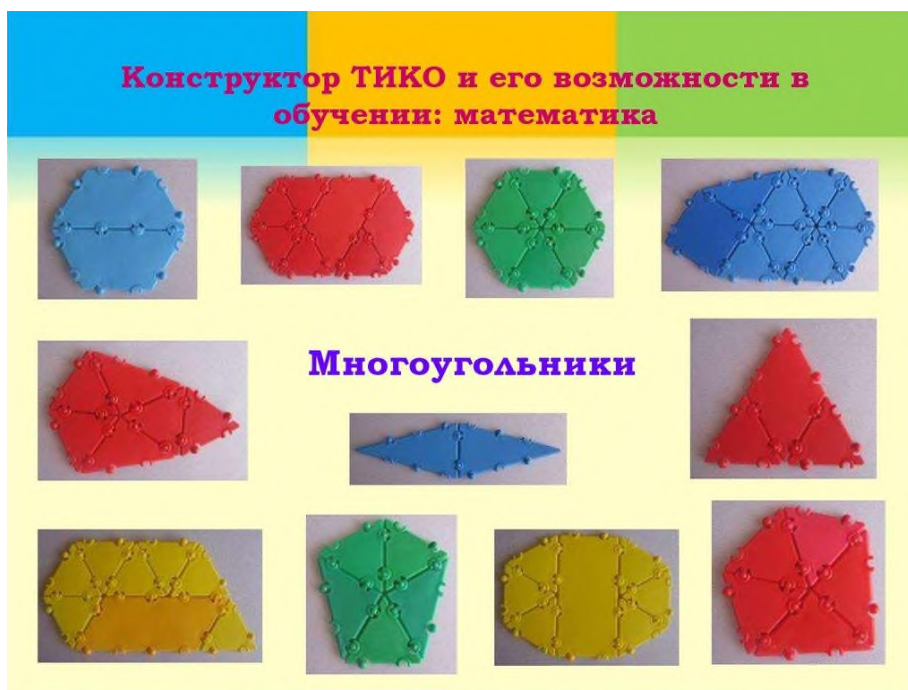 Конструктор ТИКО и его возможности в
обучении: математика
Многоугольники